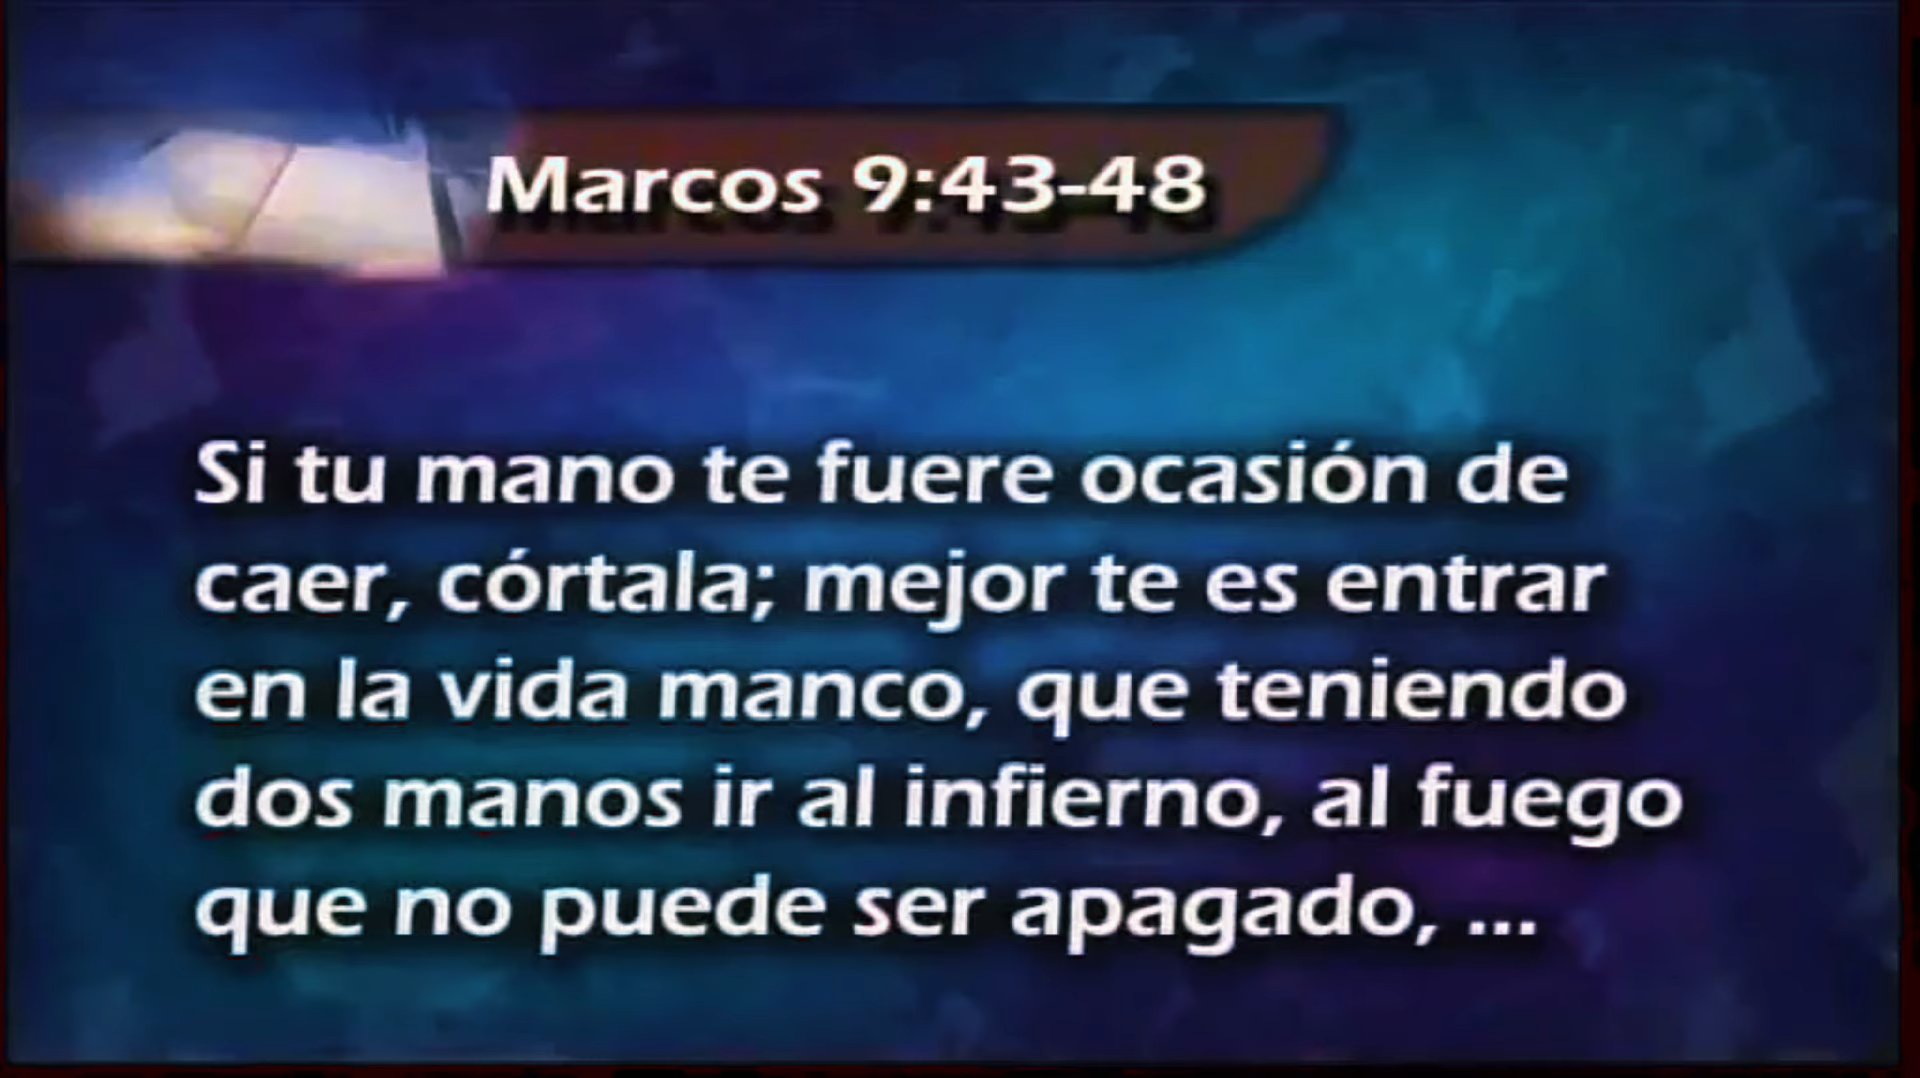 Marcos 9:43-48
Si tu mano te fuere ocasión de
caer, córtala; mejor te es entrar
en la vida manco, que teniendo
dos manos ir al infierno, al fuego
que no puede ser apagado, ...